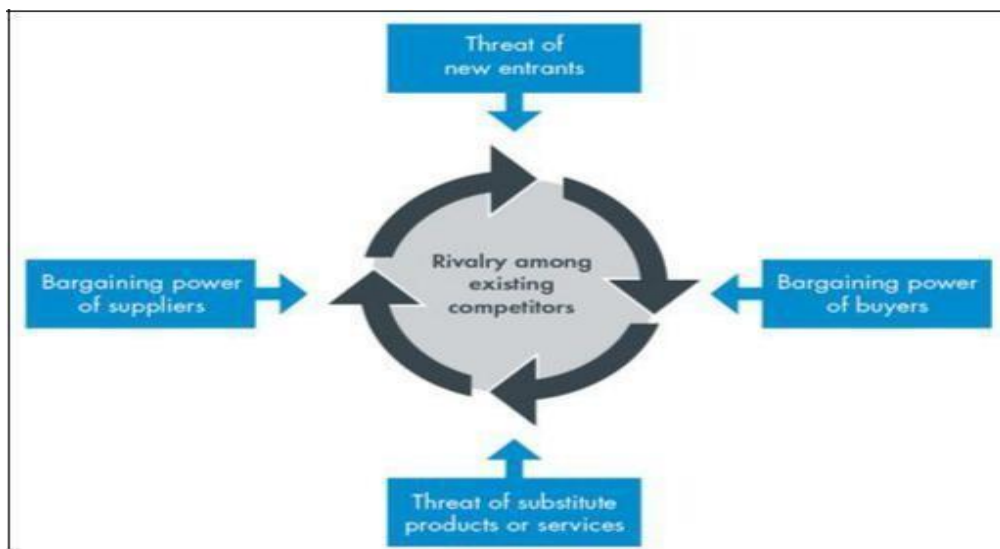 Threat of
new entrants
Bargaining power
of suppliers
Rivalry among
existing
competitors
Bargaining power
of buyers
Threat of substitute
products or services